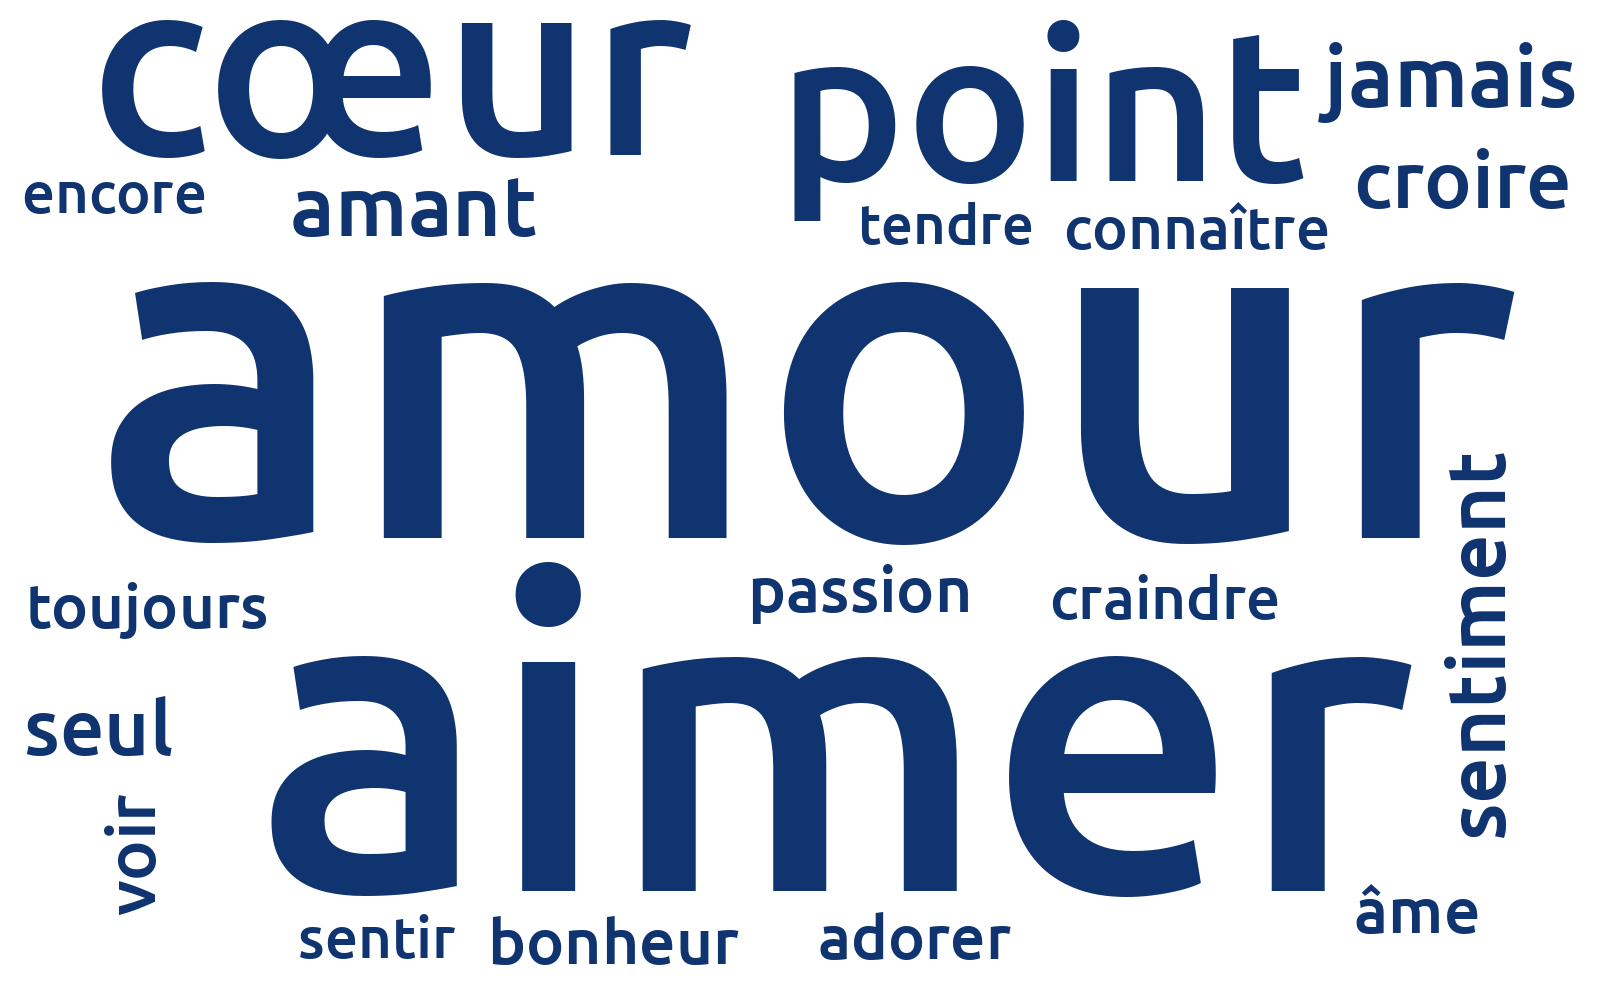 cœur
point
jamais
croire
encore
amant
tendre
connaître
amour
sentiment
toujours
passion
craindre
aimer
seul
voir
âme
sentir
bonheur
adorer